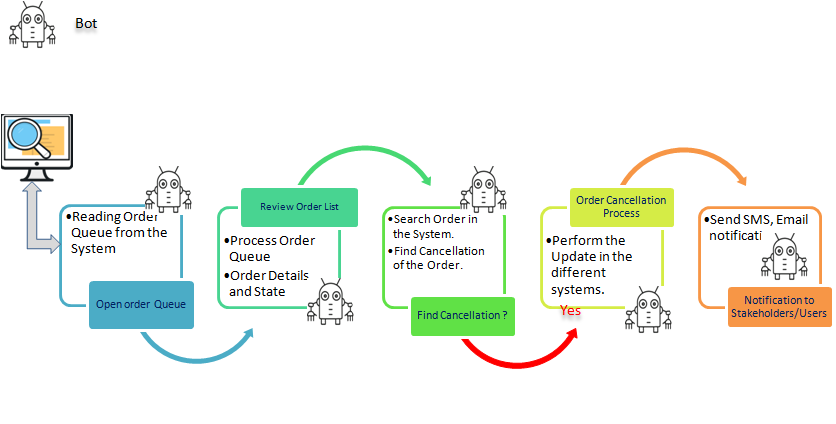 Bot
•Reading Order
Queue from the
System
Open order Queue
Review Order List
•Process Order
Queue
•Order Details
and State
•Search Order in
the System.
•Find Cancellation
of the Order.
Find Cancellation ?
Order Cancellation
Process
•Perform the
Update in the
different
systems.
Yes
•Send SMS, Email
notificati
Notification to
Stakeholders/Users